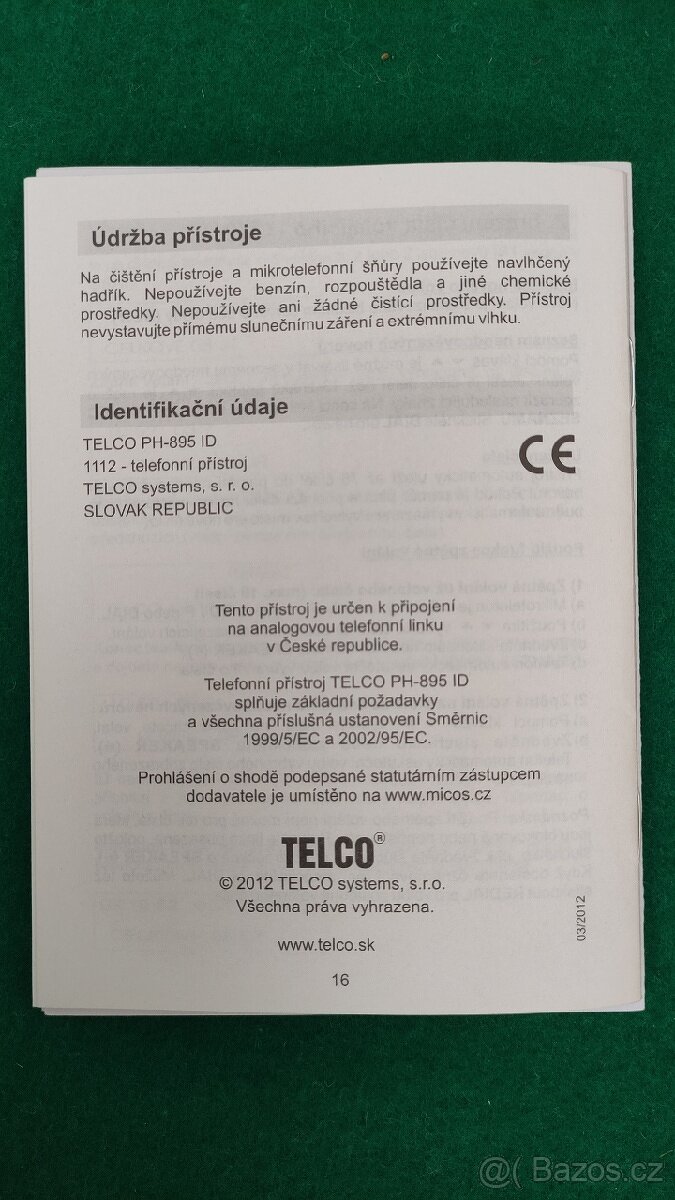 Údržba přístroje
Na čištění přístroje a mikrotelefonní šňůry používejte navlhčený
hadřík. Nepoužívejte benzín, rozpouštědla a jiné chemické
prostředky. Nepoužívejte ani žádné čistící prostředky. Přístroj
nevystavujte přímému slunečnímu záření a extrémnímu vlhku.
Identifikační údaje
TELCO PH-895 ID
1112 - telefonní přístroj
TELCO systems, s. r. o.
SLOVAK REPUBLIC
CE
Tento přístroj je určen k připojení
na analogovou telefonní linku
v České republice.
Telefonní přístroj TELCO PH-895 ID
splňuje základní požadavky
a všechna příslušná ustanovení Směrnic
1999/5/EC a 2002/95/EC.
Prohlášení o shodě podepsané statutárním zástupcem
dodavatele je umístěno na www.micos.cz
TELCO®
© 2012 TELCO systems, s.r.o.
Všechna práva vyhrazena.
03/2012
www.telco.sk
16
@( Bazos.cz